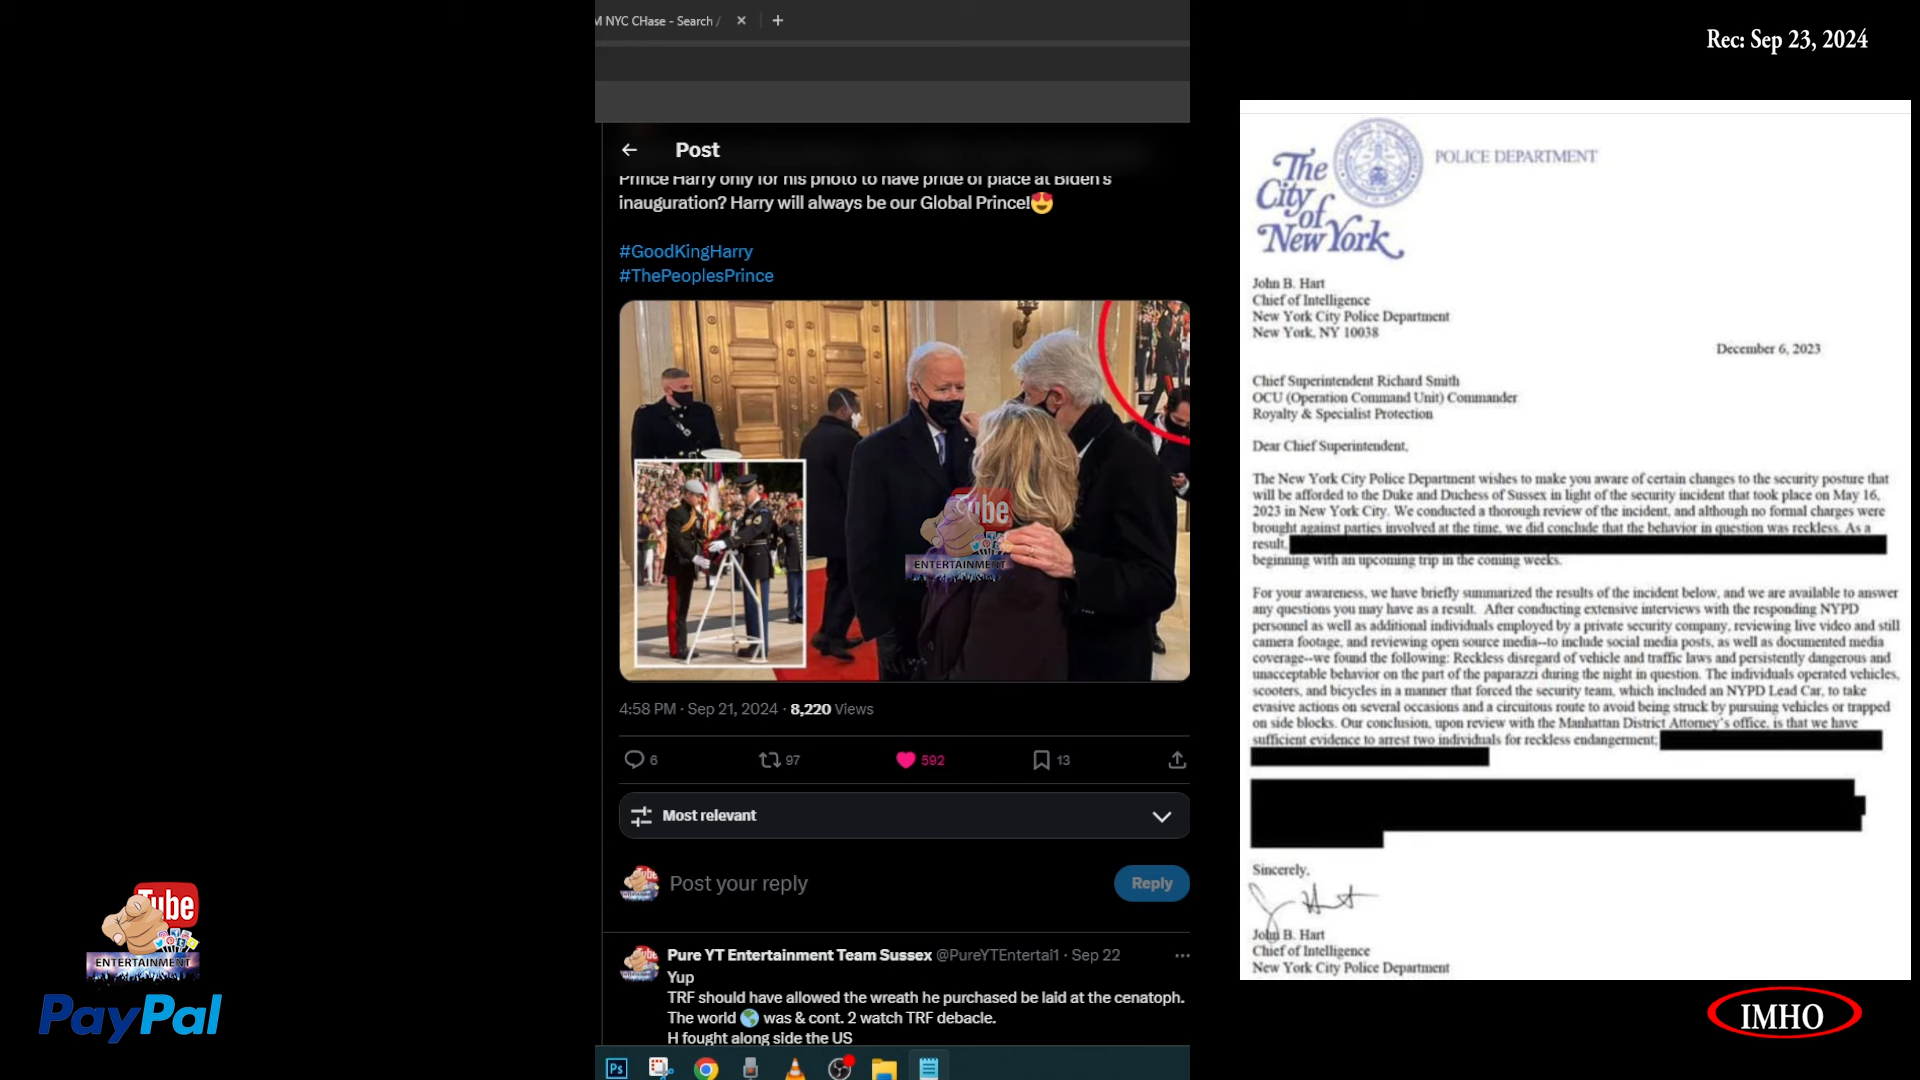 M NYC CHase - Search /
Rec: Sep 23, 2024
Post
Prince Harry only for his photo to have pride of place at Biden's
inauguration? Harry will always be our Global Prince!😍
#GoodKingHarry
#ThePeoplesPrince
Tube
ENTERTAINMENT
4:58 PM · Sep 21, 2024 · 8,220 Views
6
97
592
13
Most relevant
Post your reply
Reply
Pure YT Entertainment Team Sussex @PureYTEntertai1 · Sep 22
Yup
TRF should have allowed the wreath he purchased be laid at the cenatoph.
The world 🌎 was & cont. 2 watch TRF debacle.
H fought along side the US
Ps
Tube
ENTERTAINMENT
PayPal
The City of New York
POLICE DEPARTMENT
John B. Hart
Chief of Intelligence
New York City Police Department
New York, NY 10038
December 6, 2023
Chief Superintendent Richard Smith
OCU (Operation Command Unit) Commander
Royalty & Specialist Protection
Dear Chief Superintendent,
The New York City Police Department wishes to make you aware of certain changes to the security posture that
will be afforded to the Duke and Duchess of Sussex in light of the security incident that took place on May 16,
2023 in New York City. We conducted a thorough review of the incident, and although no formal charges were
brought against parties involved at the time, we did conclude that the behavior in question was reckless. As a
result,
beginning with an upcoming trip in the coming weeks.
For your awareness, we have briefly summarized the results of the incident below, and we are available to answer
any questions you may have as a result. After conducting extensive interviews with the responding NYPD
personnel as well as additional individuals employed by a private security company, reviewing live video and still
camera footage, and reviewing open source media--to include social media posts, as well as documented media
coverage--we found the following: Reckless disregard of vehicle and traffic laws and persistently dangerous and
unacceptable behavior on the part of the paparazzi during the night in question. The individuals operated vehicles,
scooters, and bicycles in a manner that forced the security team, which included an NYPD Lead Car, to take
evasive actions on several occasions and a circuitous route to avoid being struck by pursuing vehicles or trapped
on side blocks. Our conclusion, upon review with the Manhattan District Attorney's office, is that we have
sufficient evidence to arrest two individuals for reckless endangerment;
Sincerely,
John B. Hart
Chief of Intelligence
New York City Police Department
IMHO